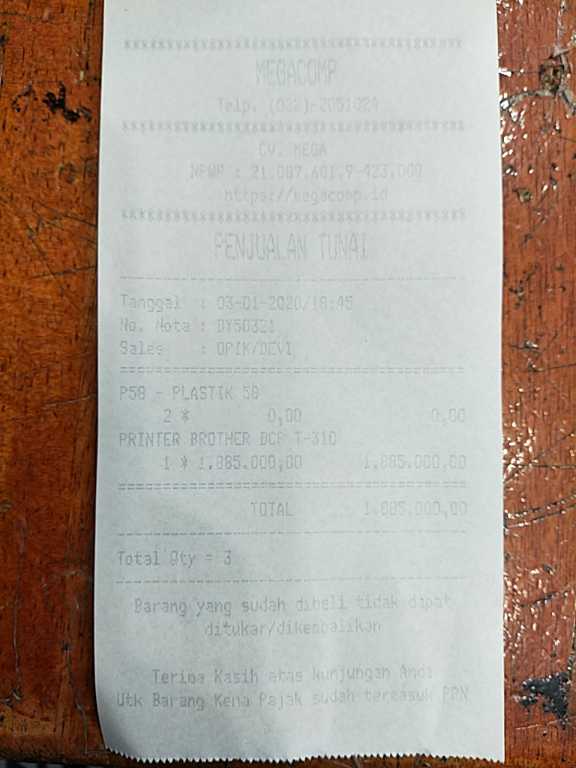 ************************************
MEGACOMP
Telp. (022)-2051024
************************************
CV. MEGA
NPWP : 21.087.601.9-423.000
https://megacomp.id
************************************
PENJUALAN TUNAI
------------------------------------
Tanggal : 03-01-2020/18:45
No. Nota : DY50321
Sales : OPIK/DEVI
====================================
P58 - PLASTIK 58
2 * 0,00 0,00
PRINTER BROTHER DCP T-310
1 * 1.885.000,00 1.885.000,00
====================================
TOTAL 1.885.000,00
------------------------------------
Total Qty = 3
------------------------------------
Barang yang sudah dibeli tidak dapat
ditukar/dikembalikan
Terima Kasih atas kunjungan Anda
Utk Barang Kena Pajak sudah termasuk PPN